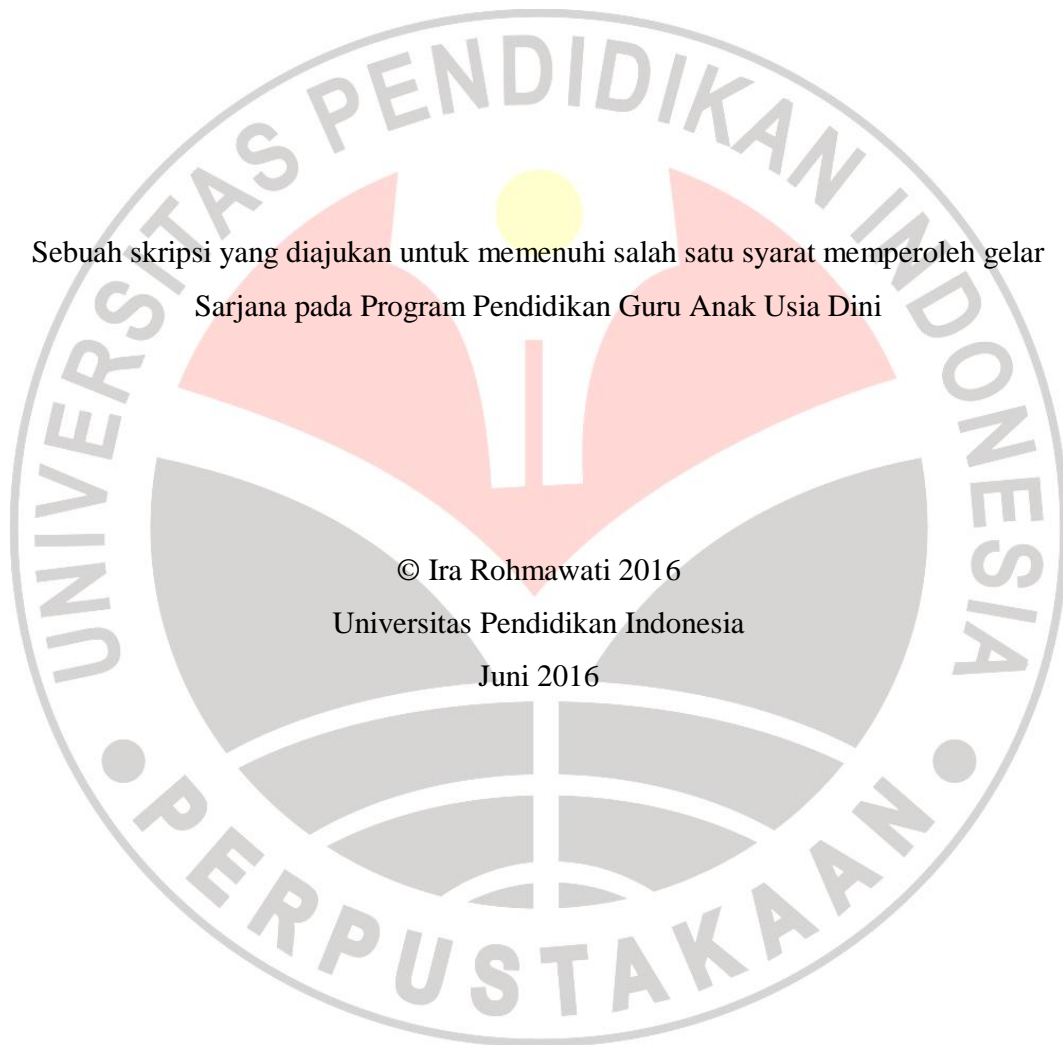 UNIVERSITAS PENDIDIKAN INDONESIA
Sebuah skripsi yang diajukan untuk memenuhi salah satu syarat memperoleh gelar
Sarjana pada Program Pendidikan Guru Anak Usia Dini
© Ira Rohmawati 2016
Universitas Pendidikan Indonesia
Juni 2016
PERPUSTAKAAN